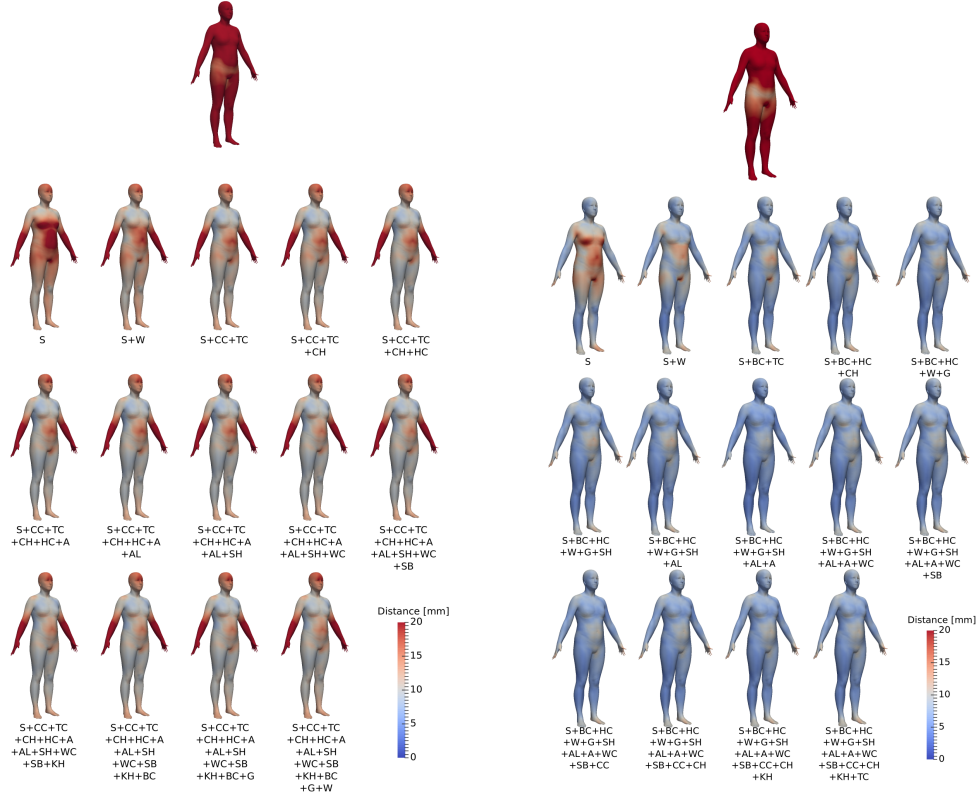 S
S+W
S+CC+TC
S+CC+TC
+CH
S+CC+TC
+CH+HC
S+CC+TC
+CH+HC+A
S+CC+TC
+CH+HC+A
+AL
S+CC+TC
+CH+HC+A
+AL+SH
S+CC+TC
+CH+HC+A
+AL+SH+WC
S+CC+TC
+CH+HC+A
+AL+SH+WC
+SB
S+CC+TC
+CH+HC+A
+AL+SH+WC
+SB+KH
S+CC+TC
+CH+HC+A
+AL+SH
+WC+SB
+KH+BC
S+CC+TC
+CH+HC+A
+AL+SH
+WC+SB
+KH+BC+G
S+CC+TC
+CH+HC+A
+AL+SH
+WC+SB
+KH+BC
+G+W
Distance [mm]
20
15
10
5
0
S
S+W
S+BC+TC
S+BC+HC
+CH
S+BC+HC
+W+G
S+BC+HC
+W+G+SH
S+BC+HC
+W+G+SH
+AL
S+BC+HC
+W+G+SH
+AL+A
S+BC+HC
+W+G+SH
+AL+A+WC
S+BC+HC
+W+G+SH
+AL+A+WC
+SB
S+BC+HC
+W+G+SH
+AL+A+WC
+SB+CC
S+BC+HC
+W+G+SH
+AL+A+WC
+SB+CC+CH
S+BC+HC
+W+G+SH
+AL+A+WC
+SB+CC+CH
+KH
S+BC+HC
+W+G+SH
+AL+A+WC
+SB+CC+CH
+KH+TC
Distance [mm]
20
15
10
5
0